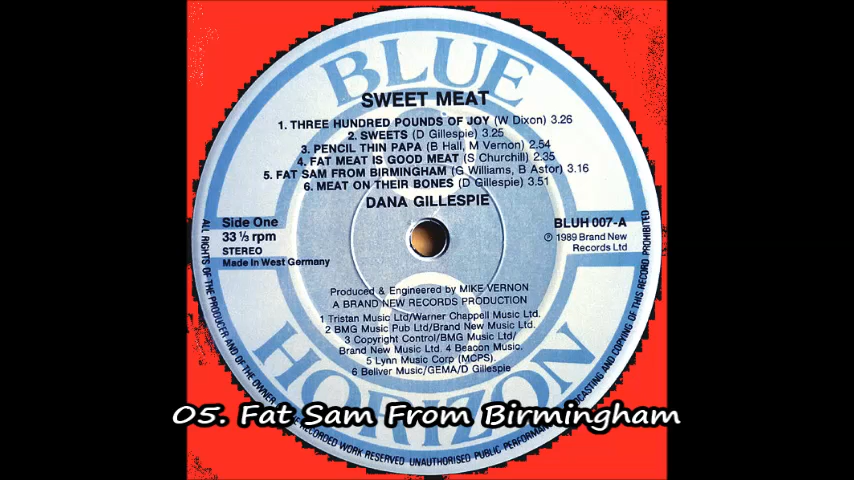 BLUE
SWEET MEAT
1. THREE HUNDRED POUNDS OF JOY (W Dixon) 3.26
2. SWEETS (D Gillespie) 3.25
3. PENCIL THIN PAPA (B Hall, M Vernon) 2.54
4. FAT MEAT IS GOOD MEAT (S Churchill) 2.35
5. FAT SAM FROM BIRMINGHAM (G Williams, B Astor) 3.16
6. MEAT ON THEIR BONES (D Gillespie) 3.51
DANA GILLESPIE
Side One
33 ⅓ rpm
STEREO
Made in West Germany
BLUH 007-A
℗ 1989 Brand New
Records Ltd
Produced & Engineered by MIKE VERNON
A BRAND NEW RECORDS PRODUCTION
1 Tristan Music Ltd/Warner Chappell Music Ltd.
2 BMG Music Pub Ltd/Brand New Music Ltd.
3 Copyright Control/BMG Music Ltd/
Brand New Music Ltd. 4 Beacon Music.
5 Lynn Music Corp (MCPS).
6 Beliver Music/GEMA/D Gillespie
HORIZON
ALL RIGHTS OF THE PRODUCER AND OF THE OWNER OF THE RECORDED WORK RESERVED UNAUTHORISED PUBLIC PERFORMANCE BROADCASTING AND COPYING OF THIS RECORD PROHIBITED
05. Fat Sam From Birmingham